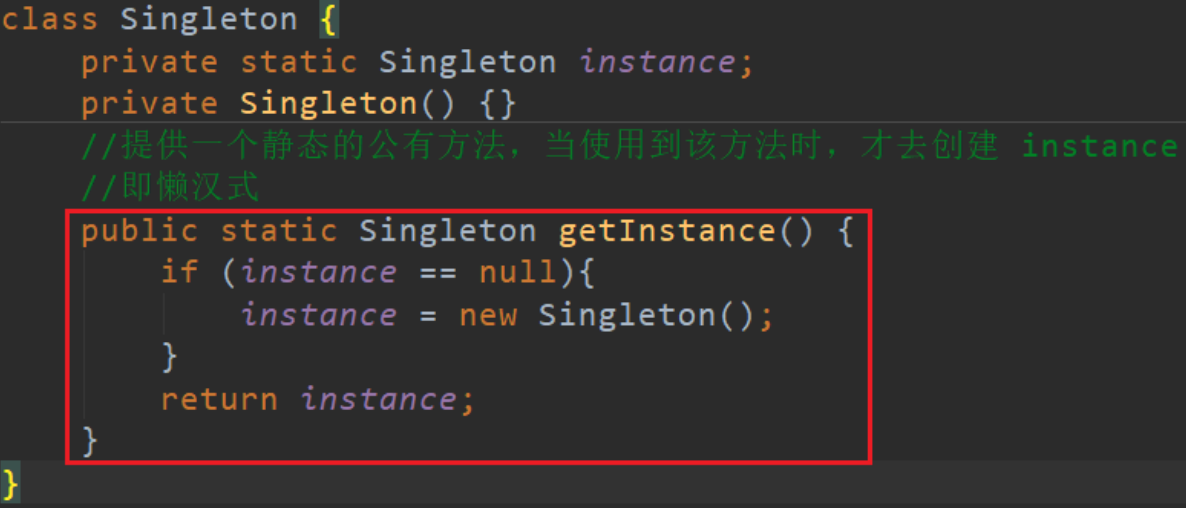 class Singleton {
    private static Singleton instance;
    private Singleton() {}
    //提供一个静态的公有方法，当使用到该方法时，才去创建 instance
    //即懒汉式
    public static Singleton getInstance() {
        if (instance == null){
            instance = new Singleton();
        }
        return instance;
    }
}